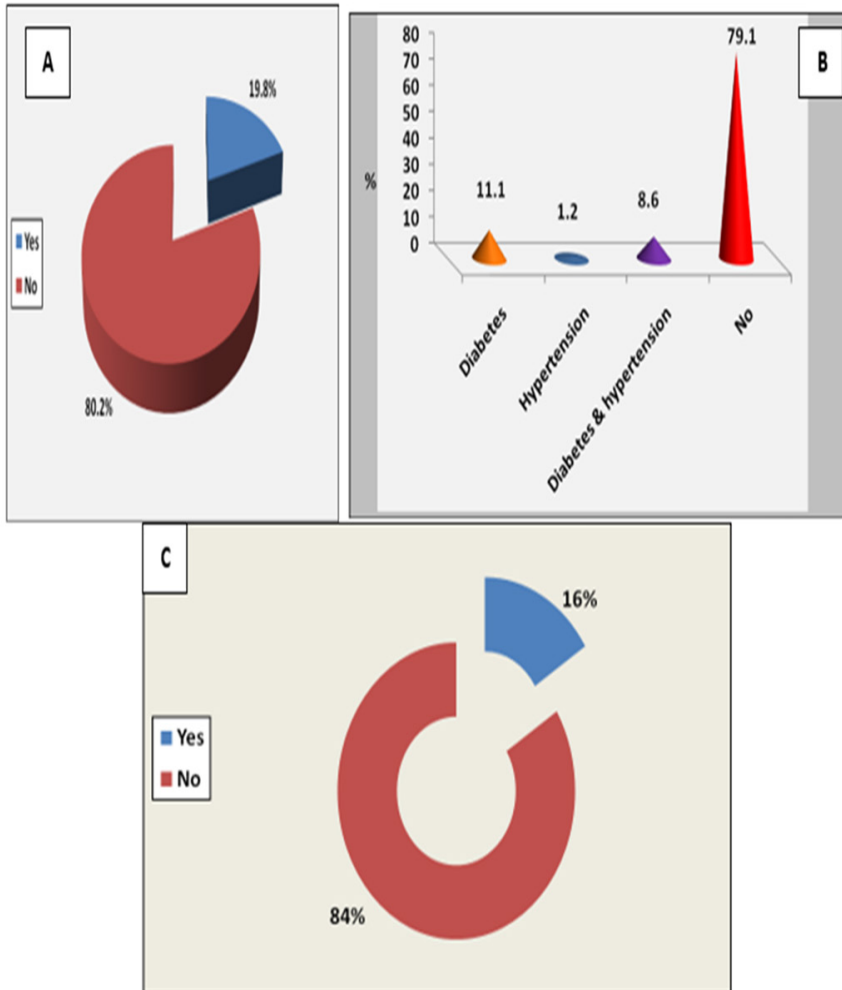 A
19.8%
Yes
No
80.2%
B
80
70
60
50
40
30
20
10
0
%
11.1
1.2
8.6
79.1
Diabetes
Hypertension
Diabetes & hypertension
No
C
16%
Yes
No
84%